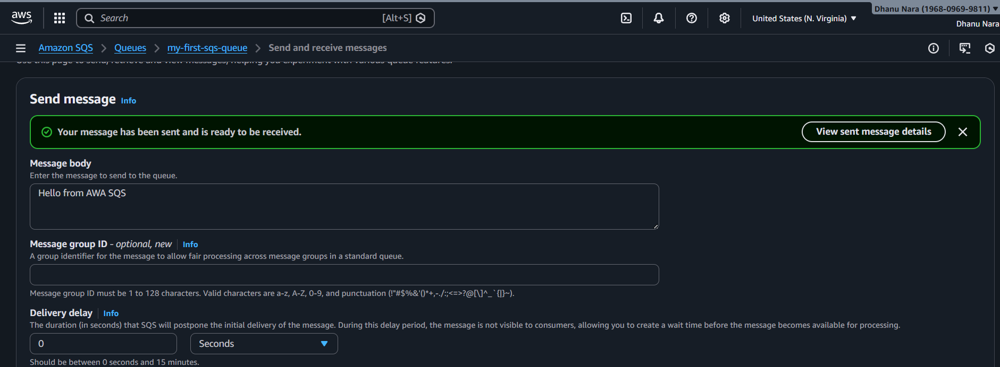 aws
Search
[Alt+S]
United States (N. Virginia)
Dhanu Nara (1968-0969-9811)
Dhanu Nara
Amazon SQS
Queues
my-first-sqs-queue
Send and receive messages
Use this page to send, retrieve and view messages, helping you experiment with various queue features.
Send message Info
Your message has been sent and is ready to be received.
View sent message details
Message body
Enter the message to send to the queue.
Hello from AWA SQS
Message group ID - optional, new Info
A group identifier for the message to allow fair processing across message groups in a standard queue.
Message group ID must be 1 to 128 characters. Valid characters are a-z, A-Z, 0-9, and punctuation (!"#$%&'()*+,-./:;<=>?@[\]^_`{|}~).
Delivery delay Info
The duration (in seconds) that SQS will postpone the initial delivery of the message. During this delay period, the message is not visible to consumers, allowing you to create a wait time before the message becomes available for processing.
0
Seconds
Should be between 0 seconds and 15 minutes.